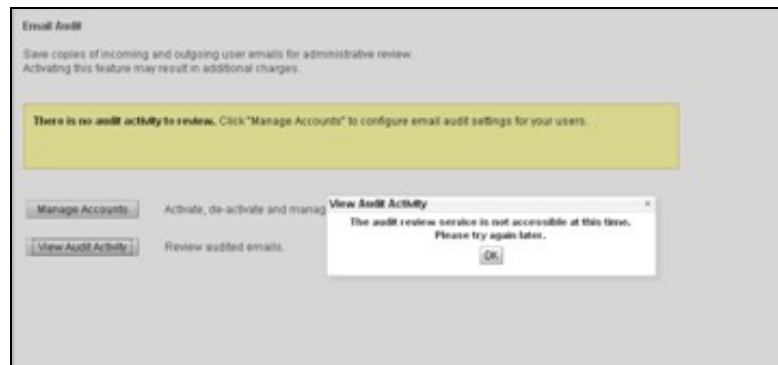 Email Audit
Save copies of incoming and outgoing user emails for administrative review.
Activating this feature may result in additional charges.
There is no audit activity to review. Click "Manage Accounts" to configure email audit settings for your users.
Manage Accounts
Activate, de-activate and manag
View Audit Activity
×
The audit review service is not accessible at this time.
Please try again later.
OK
View Audit Activity
Review audited emails.